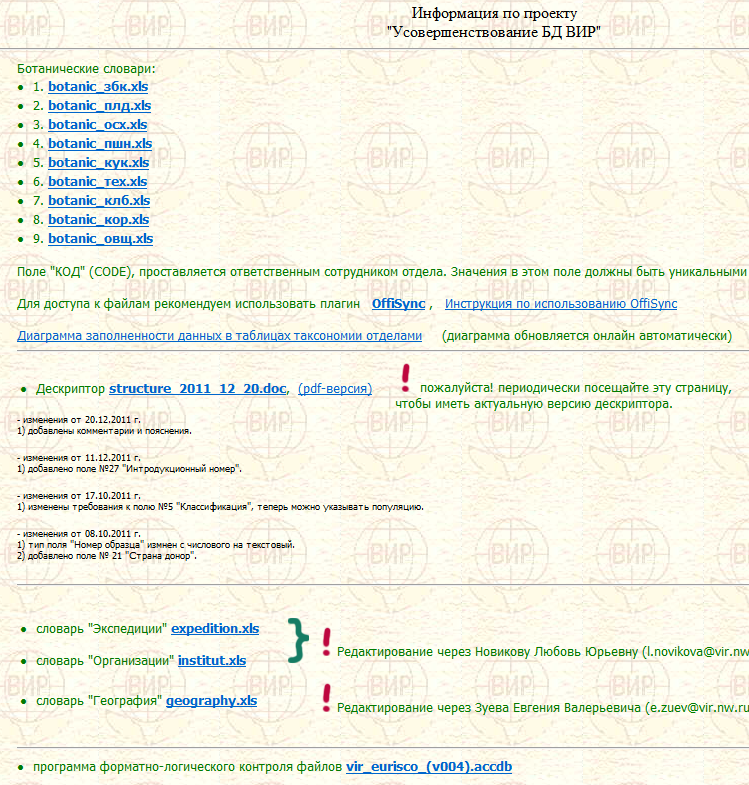 Информация по проекту
"Усовершенствование БД ВИР"
Ботанические словари:
1. botanic_збк.xls
2. botanic_плд.xls
3. botanic_осх.xls
4. botanic_пшн.xls
5. botanic_кук.xls
6. botanic_тех.xls
7. botanic_клб.xls
8. botanic_кор.xls
9. botanic_овщ.xls
Поле "КОД" (CODE), проставляется ответственным сотрудником отдела. Значения в этом поле должны быть уникальными
Для доступа к файлам рекомендуем использовать плагин OffiSync , Инструкция по использованию OffiSync
Диаграмма заполненности данных в таблицах таксономии отделами (диаграмма обновляется онлайн автоматически)
Дескриптор structure_2011_12_20.doc, (pdf-версия) ! пожалуйста! периодически посещайте эту страницу,
чтобы иметь актуальную версию дескриптора.
- изменения от 20.12.2011 г.
1) добавлены комментарии и пояснения.
- изменения от 11.12.2011 г.
1) добавлено поле №27 "Интродукционный номер".
- изменения от 17.10.2011 г.
1) изменены требования к полю №5 "Классификация", теперь можно указывать популяцию.
- изменения от 08.10.2011 г.
1) тип поля "Номер образца" измнен с числового на текстовый.
2) добавлено поле № 21 "Страна донор".
словарь "Экспедиции" expedition.xls
словарь "Организации" institut.xls
} ! Редактирование через Новикову Любовь Юрьевну (l.novikova@vir.nw
словарь "География" geography.xls
! Редактирование через Зуева Евгения Валерьевича (e.zuev@vir.nw.ru
программа форматно-логического контроля файлов vir_eurisco_(v004).accdb